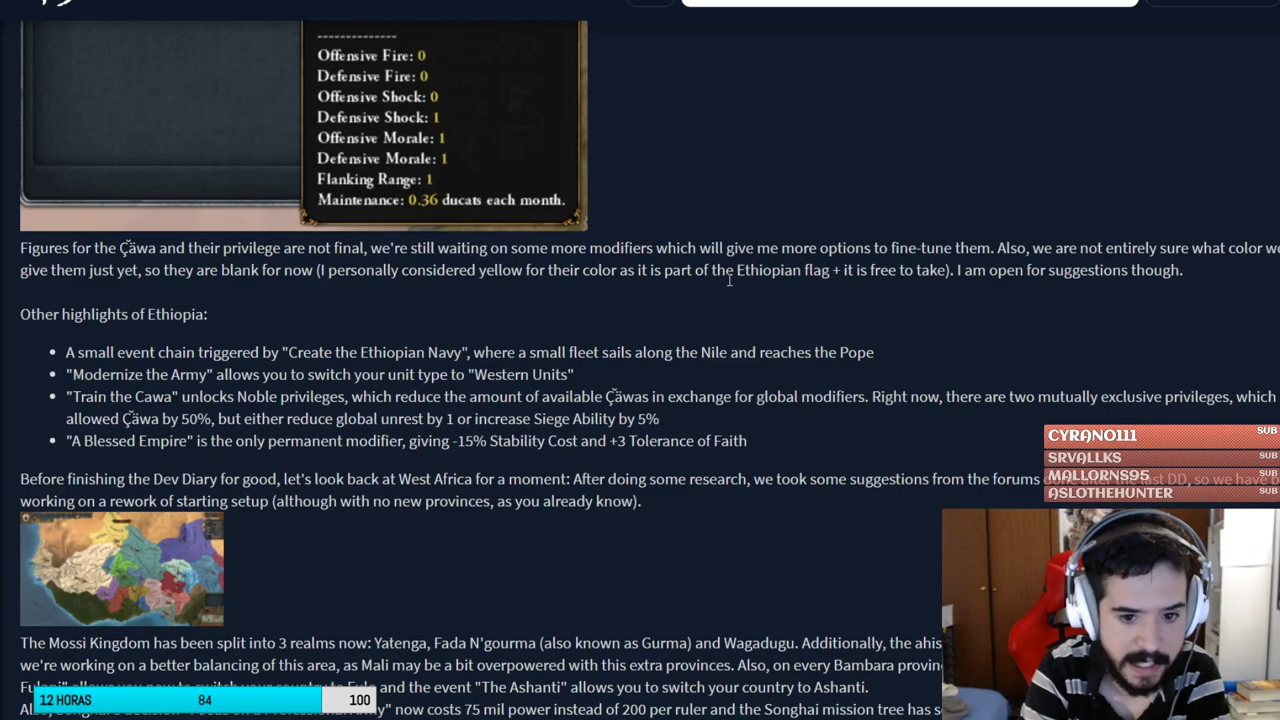 --------------
Offensive Fire: 0
Defensive Fire: 0
Offensive Shock: 0
Defensive Shock: 1
Offensive Morale: 1
Defensive Morale: 1
Flanking Range: 1
Maintenance: 0.36 ducats each month.
Figures for the Çäwa and their privilege are not final, we're still waiting on some more modifiers which will give me more options to fine-tune them. Also, we are not entirely sure what color we
give them just yet, so they are blank for now (I personally considered yellow for their color as it is part of the Ethiopian flag + it is free to take). I am open for suggestions though.
Other highlights of Ethiopia:
• A small event chain triggered by "Create the Ethiopian Navy", where a small fleet sails along the Nile and reaches the Pope
• "Modernize the Army" allows you to switch your unit type to "Western Units"
• "Train the Cawa" unlocks Noble privileges, which reduce the amount of available Çäwas in exchange for global modifiers. Right now, there are two mutually exclusive privileges, which
allowed Çäwa by 50%, but either reduce global unrest by 1 or increase Siege Ability by 5%
• "A Blessed Empire" is the only permanent modifier, giving -15% Stability Cost and +3 Tolerance of Faith
CYRANO111 SUB
SRVALLKS SUB
MALLORNS95 SUB
ASLOTHEHUNTER SUB
Before finishing the Dev Diary for good, let's look back at West Africa for a moment: After doing some research, we took some suggestions from the forums DD, so we have
working on a rework of starting setup (although with no new provinces, as you already know).
The Mossi Kingdom has been split into 3 realms now: Yatenga, Fada N'gourma (also known as Gurma) and Wagadugu. Additionally, the
we're working on a better balancing of this area, as Mali may be a bit overpowered with this extra provinces. Also, on every Bambara
and the event "The Ashanti" allows you to switch your country to Ashanti.
12 HORAS 84 100
now costs 75 mil power instead of 200 per ruler and the Songhai mission tree has